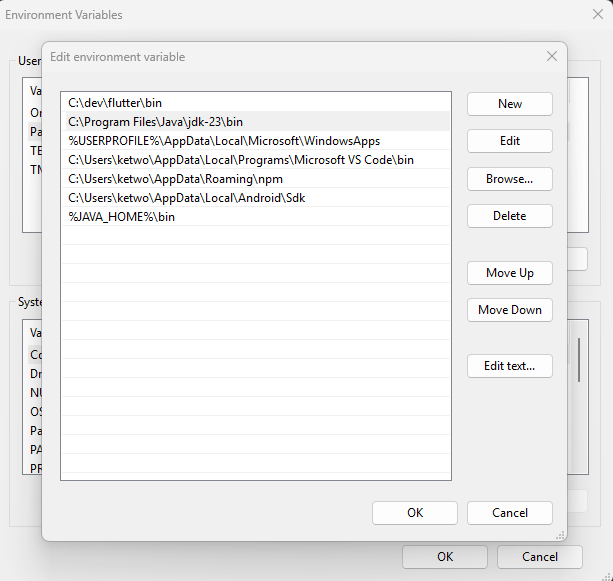 Environment Variables
Edit environment variable
User
Va
C:\dev\flutter\bin
New
C:\Program Files\Java\jdk-23\bin
%USERPROFILE%\AppData\Local\Microsoft\WindowsApps
Edit
C:\Users\ketwo\AppData\Local\Programs\Microsoft VS Code\bin
C:\Users\ketwo\AppData\Roaming\npm
Browse...
C:\Users\ketwo\AppData\Local\Android\Sdk
%JAVA_HOME%\bin
Delete
Move Up
Move Down
Edit text...
On
Pa
TE
TM
Syste
Va
Co
Dr
NU
OS
Pa
PA
PR
OK
Cancel
OK
Cancel